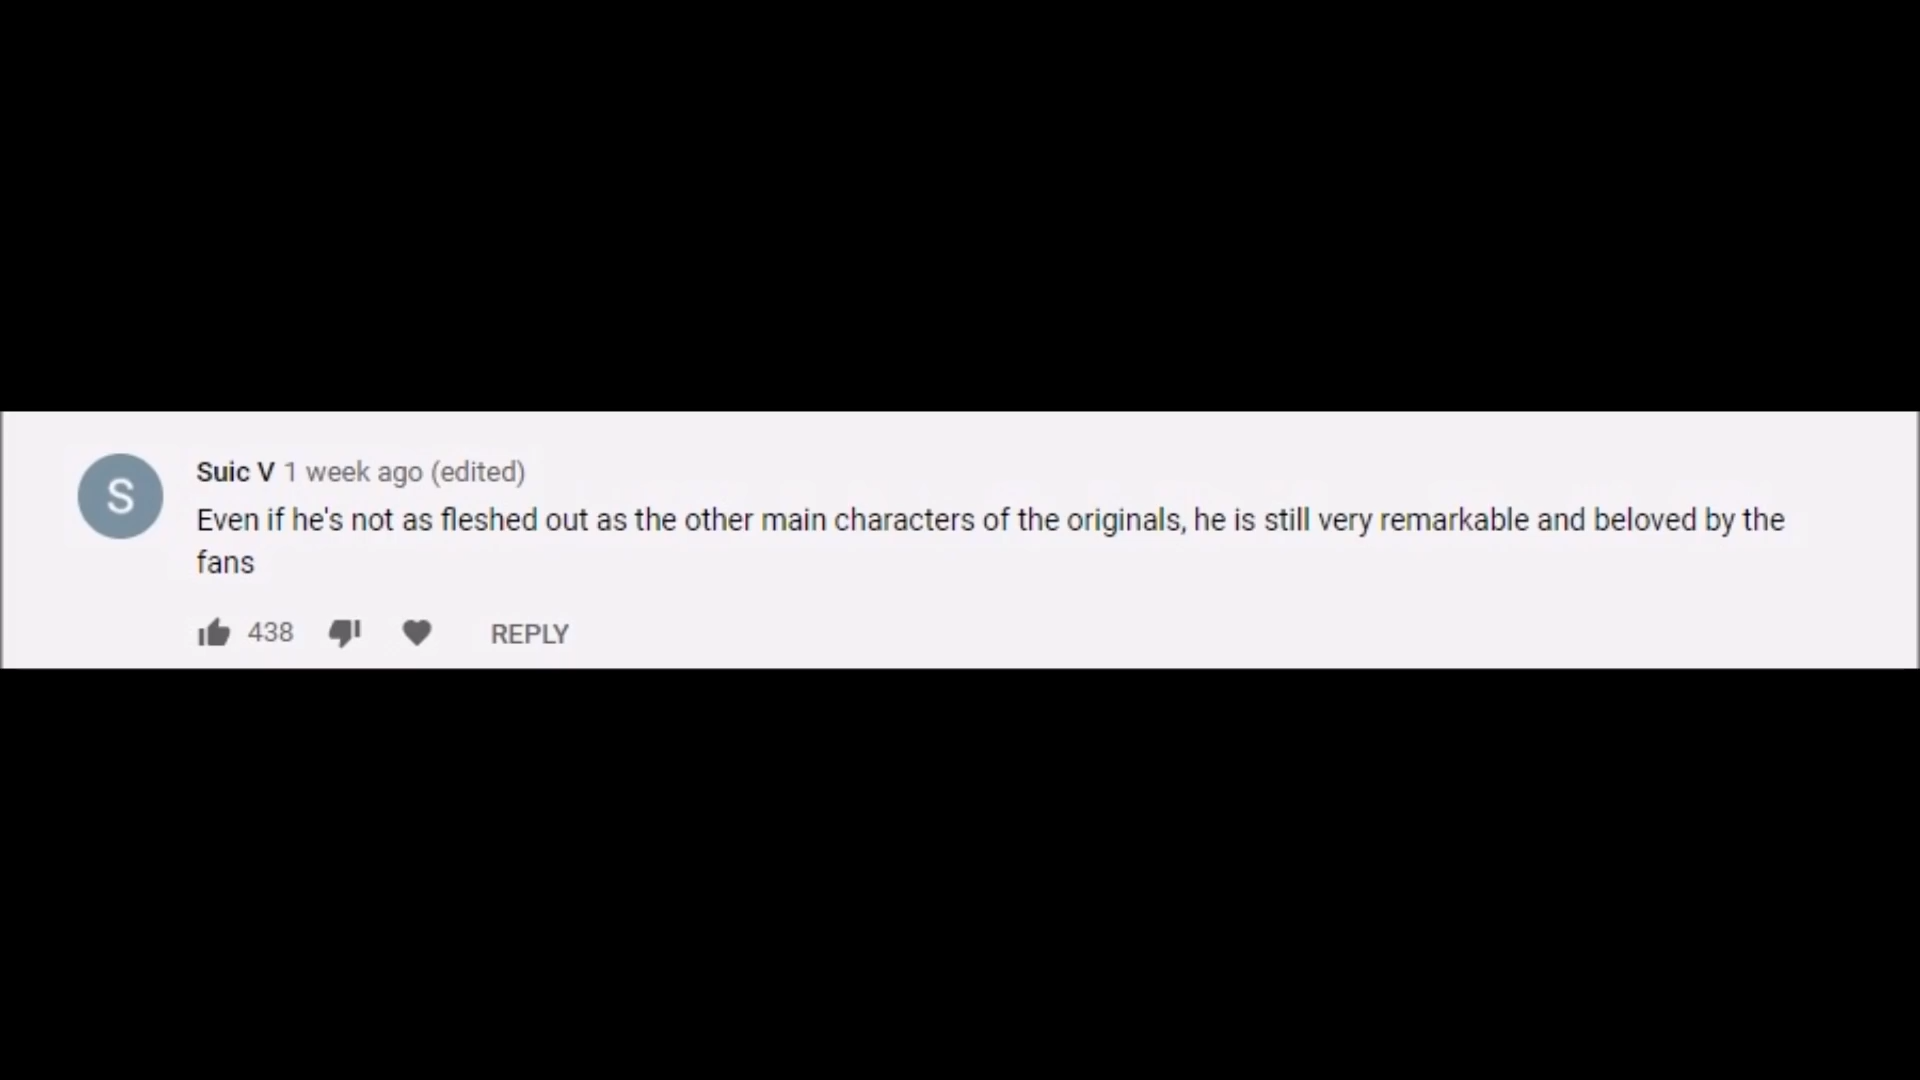 S
Suic V 1 week ago (edited)
Even if he's not as fleshed out as the other main characters of the originals, he is still very remarkable and beloved by the
fans
438 REPLY